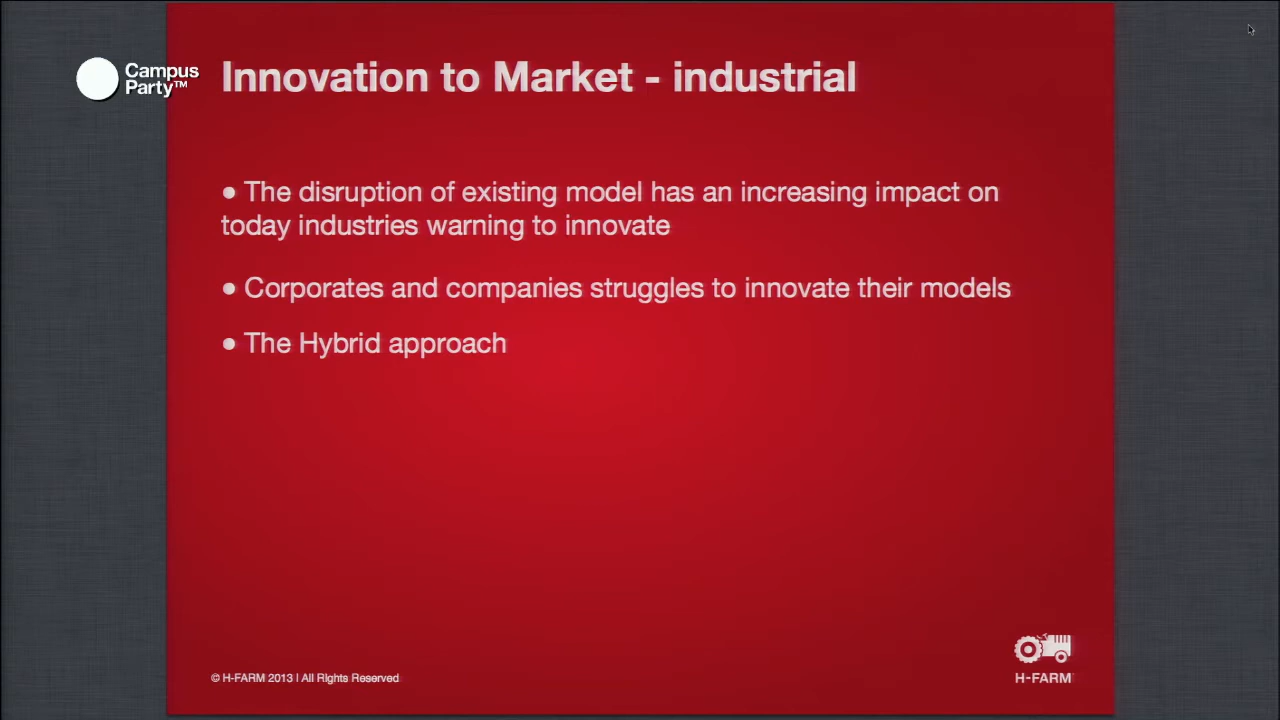 Campus
Party™
Innovation to Market - industrial
● The disruption of existing model has an increasing impact on
today industries warning to innovate
● Corporates and companies struggles to innovate their models
● The Hybrid approach
© H-FARM 2013 | All Rights Reserved
H-FARM